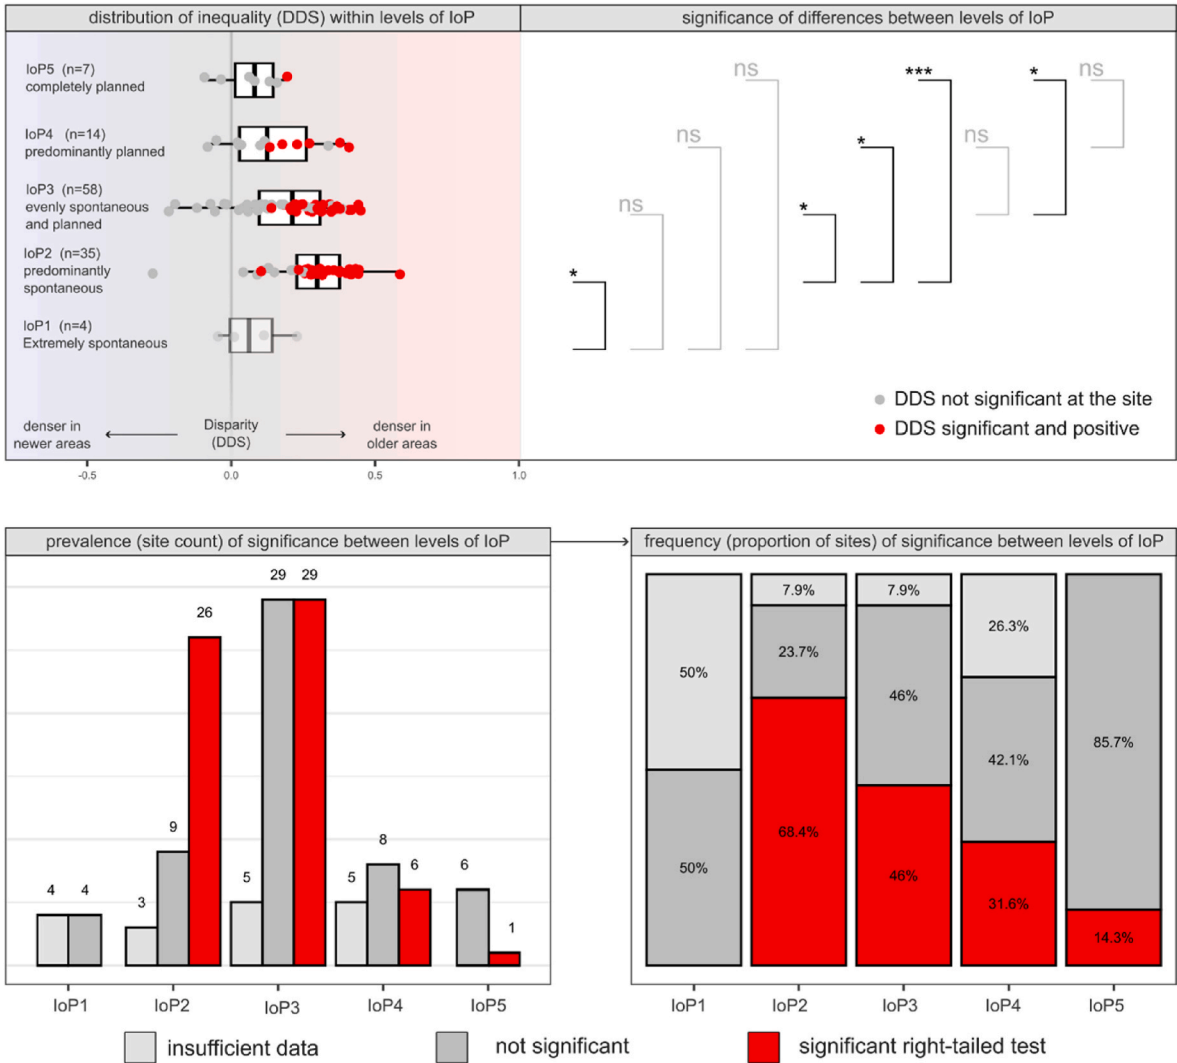 distribution of inequality (DDS) within levels of IoP
significance of differences between levels of IoP
IoP5 (n=7)
completely planned
IoP4 (n=14)
predominantly planned
IoP3 (n=58)
evenly spontaneous
and planned
IoP2 (n=35)
predominantly
spontaneous
IoP1 (n=4)
Extremely spontaneous
denser in
newer areas
Disparity
(DDS)
denser in
older areas
-0.5
0.0
0.5
1.0
*
ns
ns
ns
*
*
***
ns
*
ns
DDS not significant at the site
DDS significant and positive
prevalence (site count) of significance between levels of IoP
4
4
3
9
26
5
29
29
5
8
6
6
1
IoP1
IoP2
IoP3
IoP4
IoP5
frequency (proportion of sites) of significance between levels of IoP
50%
50%
7.9%
23.7%
68.4%
7.9%
46%
46%
26.3%
42.1%
31.6%
85.7%
14.3%
IoP1
IoP2
IoP3
IoP4
IoP5
insufficient data
not significant
significant right-tailed test